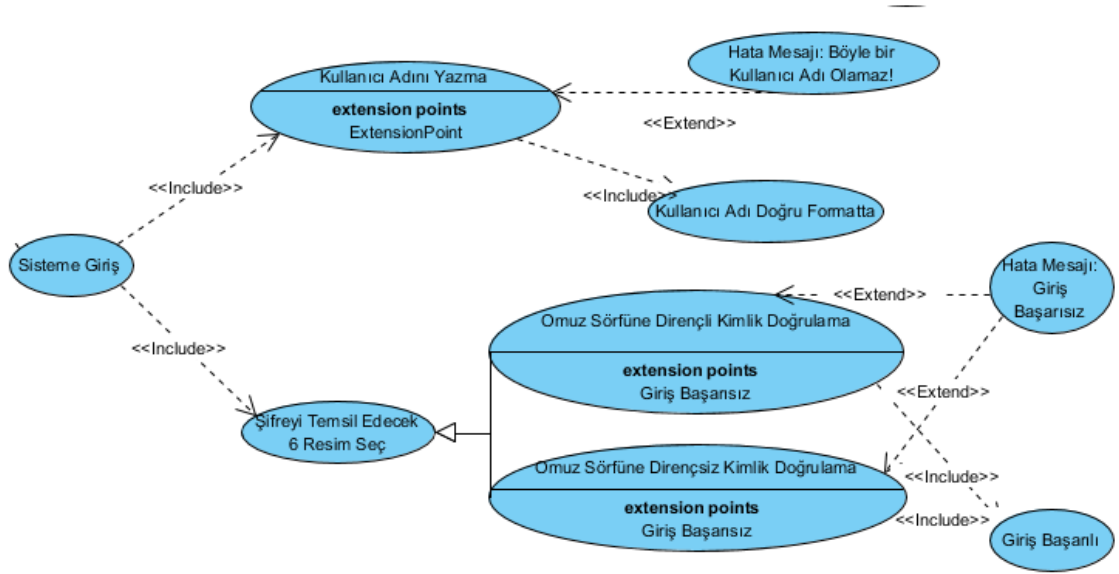 Hata Mesajı: Böyle bir
Kullanıcı Adı Olamaz!
Kullanıcı Adını Yazma
extension points
ExtensionPoint
<<Extend>>
<<Include>>
<<Include>>
Kullanıcı Adı Doğru Formatta
Sisteme Giriş
Hata Mesajı:
Giriş
Başarısız
<<Extend>>
Omuz Sörfüne Dirençli Kimlik Doğrulama
<<Include>>
extension points
Giriş Başarısız
<<Extend>>
Şifreyi Temsil Edecek
6 Resim Seç
Omuz Sörfüne Dirençsiz Kimlik Doğrulama
<<Include>>
extension points
Giriş Başarısız
<<Include>>
Giriş Başarılı